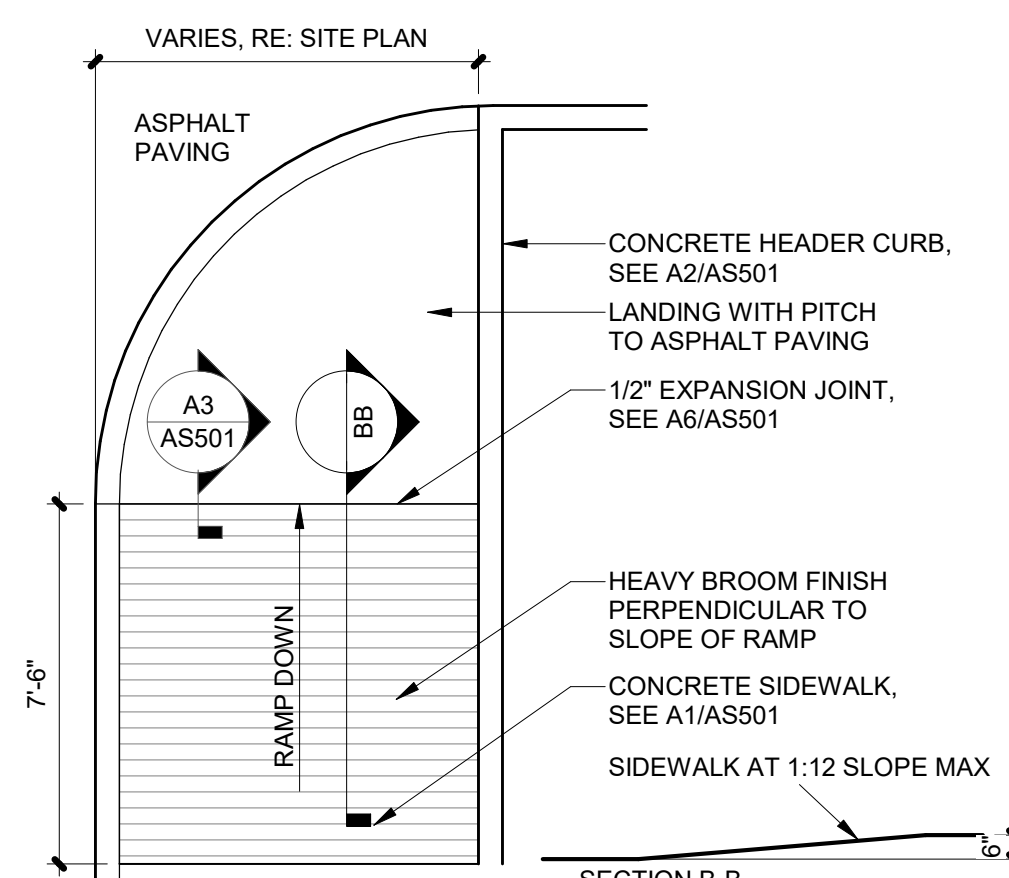 VARIES, RE: SITE PLAN
ASPHALT
PAVING
CONCRETE HEADER CURB,
SEE A2/AS501
LANDING WITH PITCH
TO ASPHALT PAVING
1/2" EXPANSION JOINT,
SEE A6/AS501
A3
AS501
BB
HEAVY BROOM FINISH
PERPENDICULAR TO
SLOPE OF RAMP
RAMP DOWN
7'-6"
CONCRETE SIDEWALK,
SEE A1/AS501
SIDEWALK AT 1:12 SLOPE MAX
6"
SECTION B-B